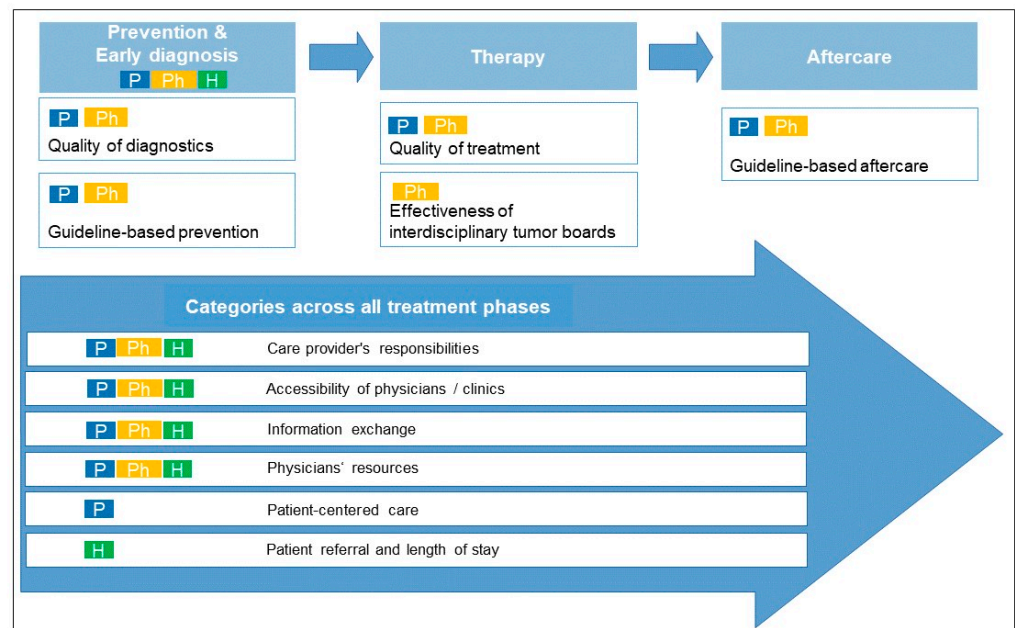 Prevention &
Early diagnosis
P Ph H
Therapy
Aftercare
P Ph
Quality of diagnostics
P Ph
Guideline-based prevention
P Ph
Quality of treatment
Ph
Effectiveness of
interdisciplinary tumor boards
P Ph
Guideline-based aftercare
Categories across all treatment phases
P Ph H Care provider's responsibilities
P Ph H Accessibility of physicians / clinics
P Ph H Information exchange
P Ph H Physicians‘ resources
P Patient-centered care
H Patient referral and length of stay